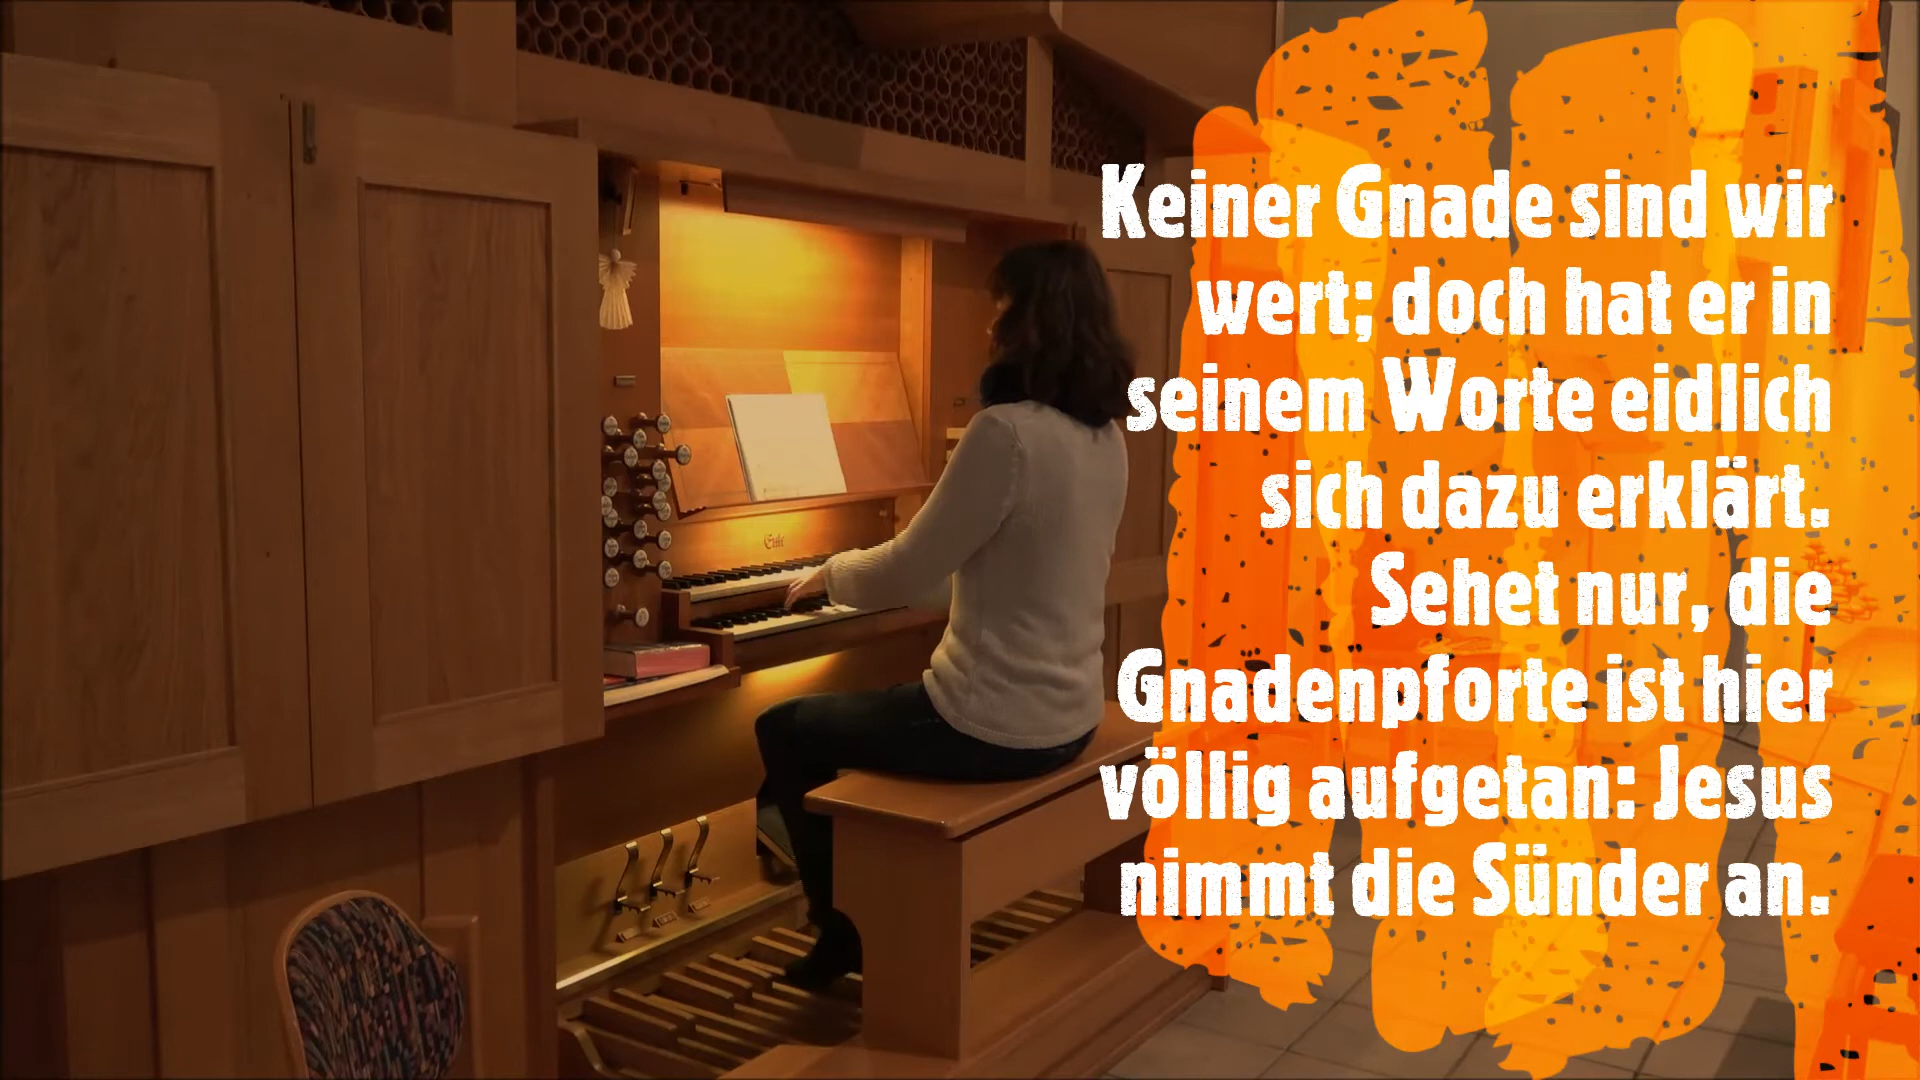 Keiner Gnade sind wir
wert; doch hat er in
seinem Worte eidlich
sich dazu erklärt.
Sehet nur, die
Gnadenpforte ist hier
völlig aufgetan: Jesus
nimmt die Sünder an.